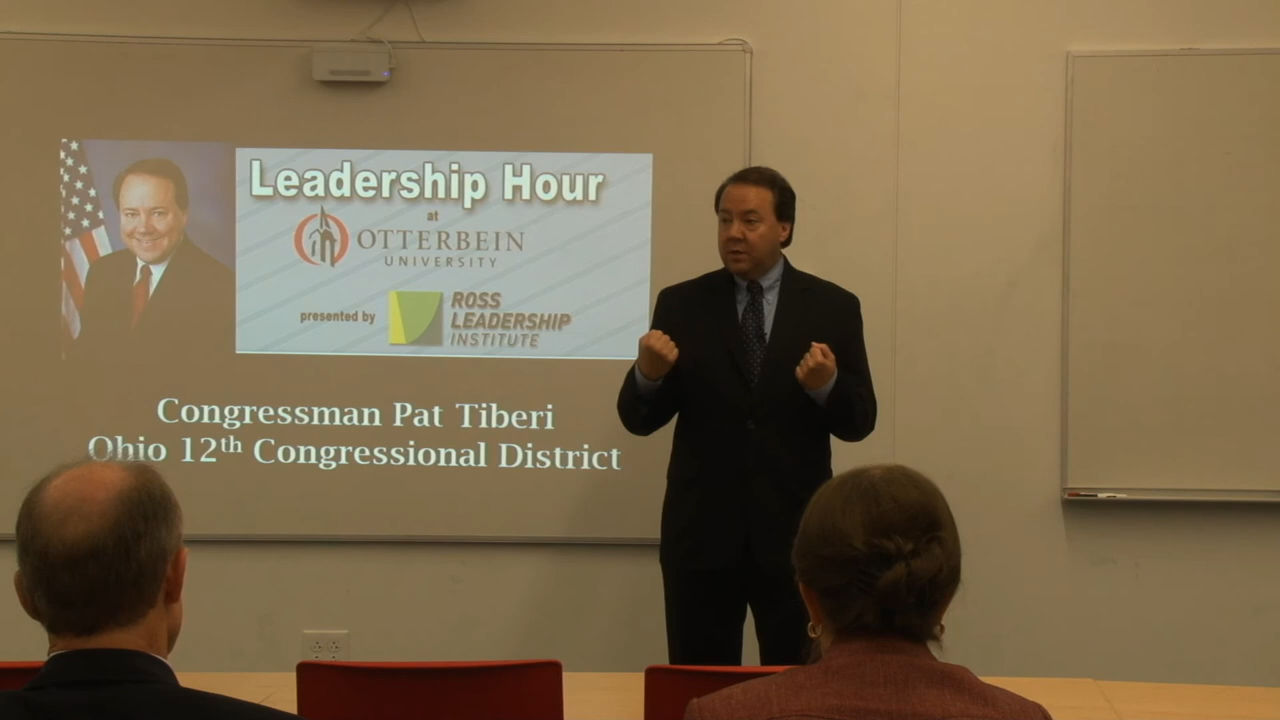 Leadership Hour
at
OTTERBEIN
UNIVERSITY
presented by
ROSS
LEADERSHIP
INSTITUTE
Congressman Pat Tiberi
Ohio 12th Congressional District